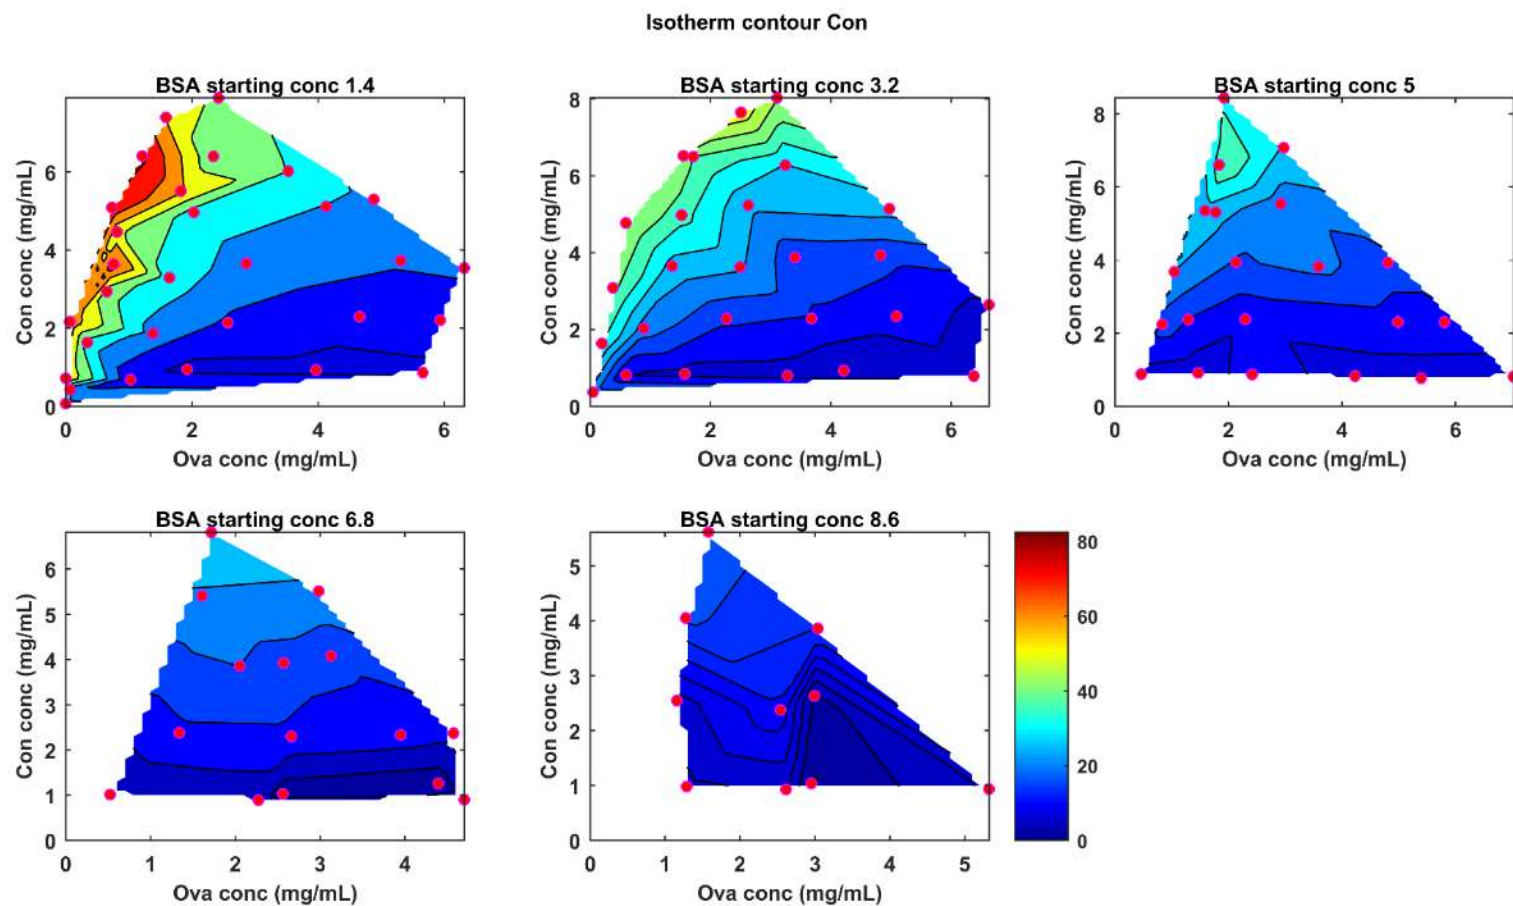 Isotherm contour Con
BSA starting conc 1.4
Con conc (mg/mL)
6
4
2
0
0 2 4 6
Ova conc (mg/mL)
BSA starting conc 3.2
Con conc (mg/mL)
8
6
4
2
0
0 2 4 6
Ova conc (mg/mL)
BSA starting conc 5
Con conc (mg/mL)
8
6
4
2
0
0 2 4 6
Ova conc (mg/mL)
BSA starting conc 6.8
Con conc (mg/mL)
6
5
4
3
2
1
0
0 1 2 3 4
Ova conc (mg/mL)
BSA starting conc 8.6
Con conc (mg/mL)
5
4
3
2
1
0
0 1 2 3 4 5
Ova conc (mg/mL)
80
60
40
20
0